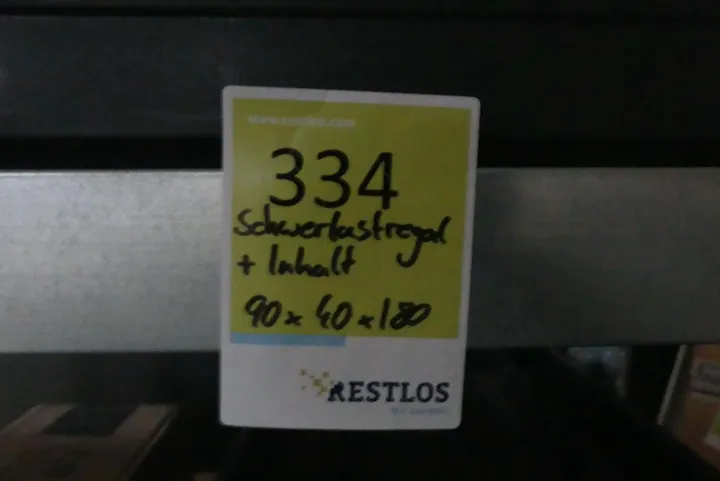 334
Schwerlastregal
+ Inhalt
90 x 40 x 180
RESTLOS